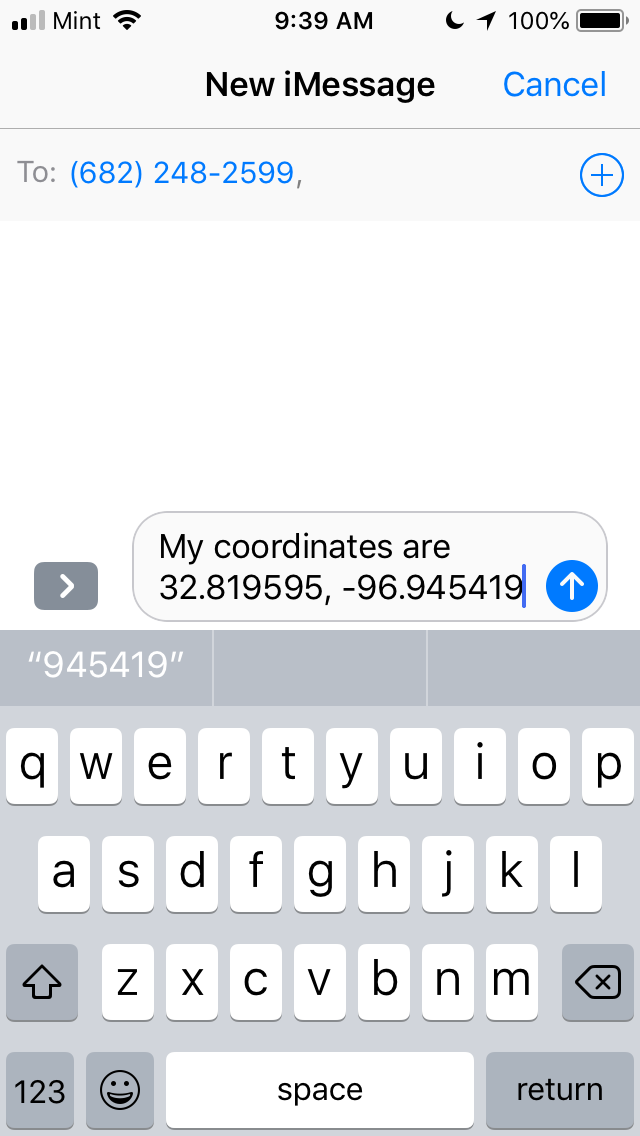 Mint 9:39 AM 100%
New iMessage Cancel
To: (682) 248-2599,
My coordinates are
32.819595, -96.945419
“945419”
q w e r t y u i o p
a s d f g h j k l
z x c v b n m
123 space return